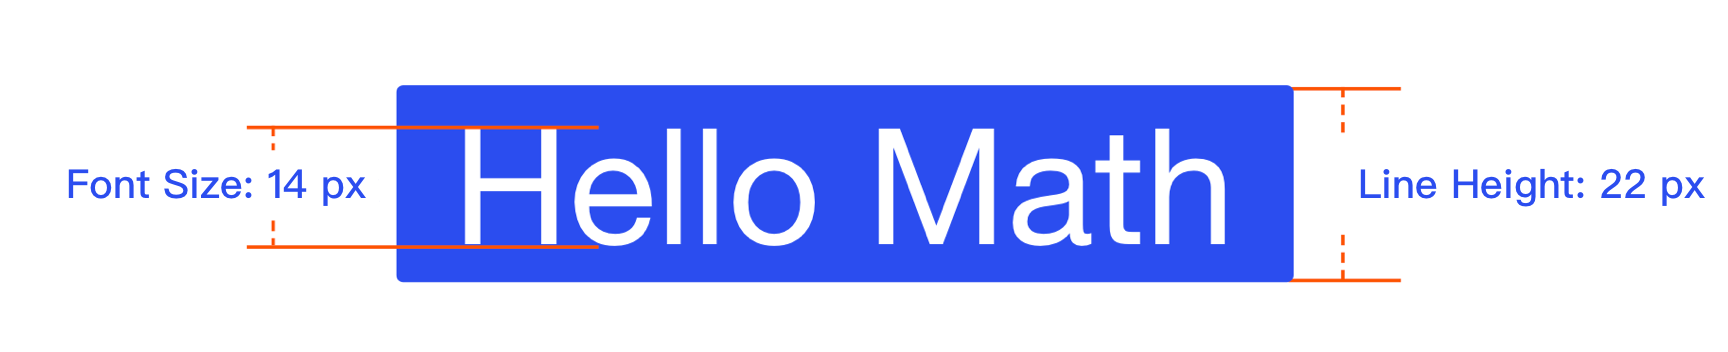 Font Size: 14 px
Hello Math
Line Height: 22 px